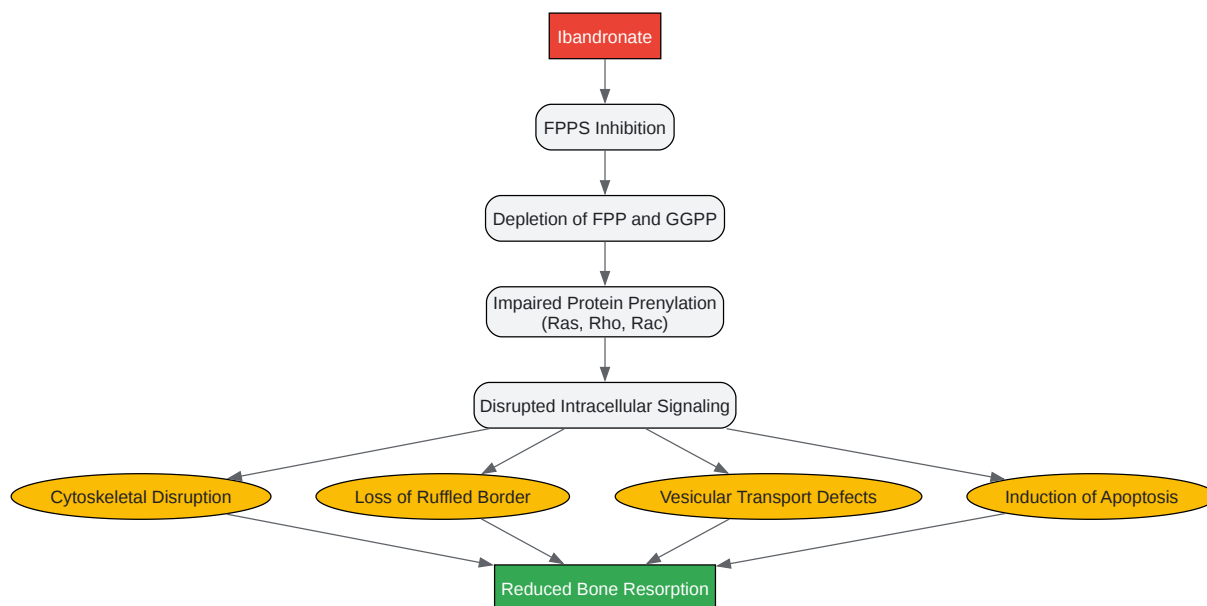 Ibandronate
FPPS Inhibition
Depletion of FPP and GGPP
Impaired Protein Prenylation
(Ras, Rho, Rac)
Disrupted Intracellular Signaling
Cytoskeletal Disruption
Loss of Ruffled Border
Vesicular Transport Defects
Induction of Apoptosis
Reduced Bone Resorption